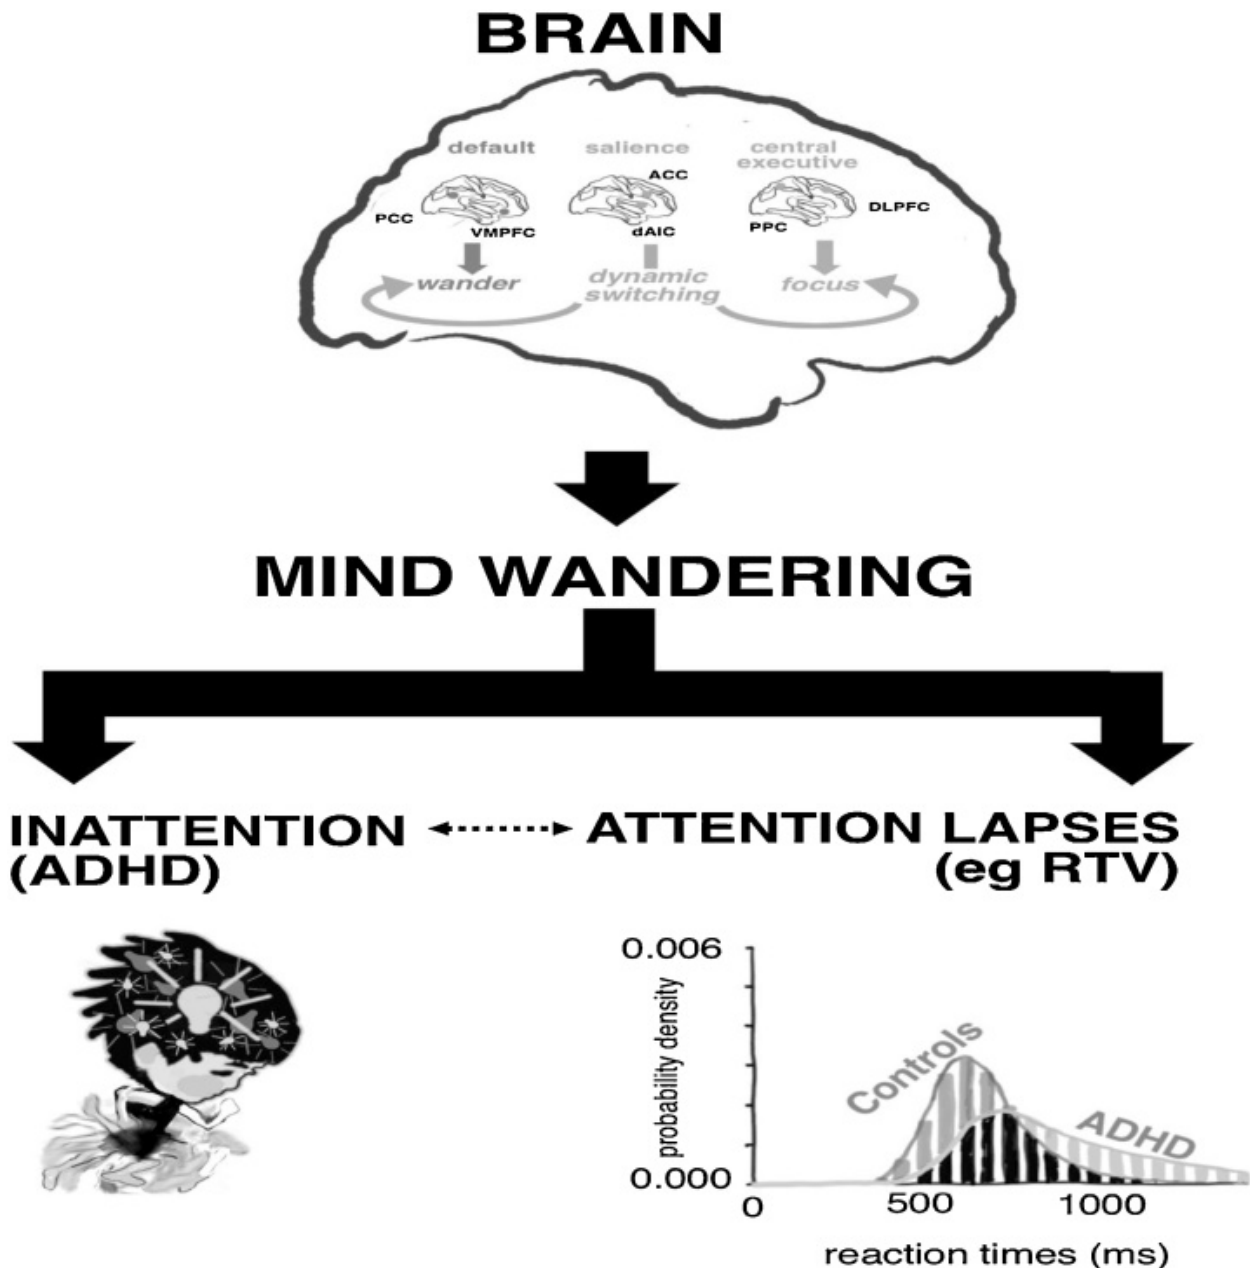 BRAIN
default
salience
central
executive
ACC
PCC
VMPFC
dAIC
PPC
DLPFC
wander
dynamic
switching
focus
MIND WANDERING
INATTENTION
(ADHD)
ATTENTION LAPSES
(eg RTV)
0.006
probability density
Controls
ADHD
0.000
0
500
1000
reaction times (ms)